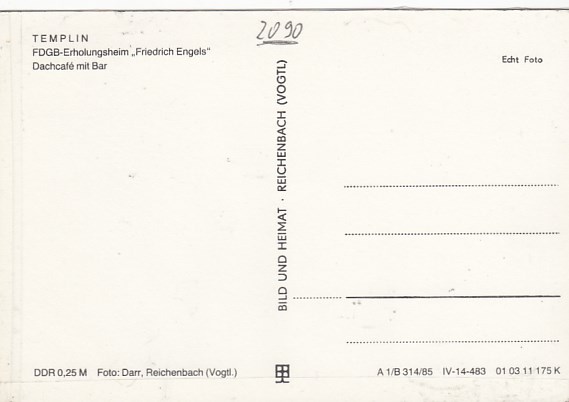 TEMPLIN
FDGB-Erholungsheim „Friedrich Engels"
Dachcafé mit Bar
2090
Echt Foto
BILD UND HEIMAT · REICHENBACH (VOGTL)
DDR 0,25 M Foto: Darr, Reichenbach (Vogtl.)
A 1/B 314/85 IV-14-483 01 03 11 175 K